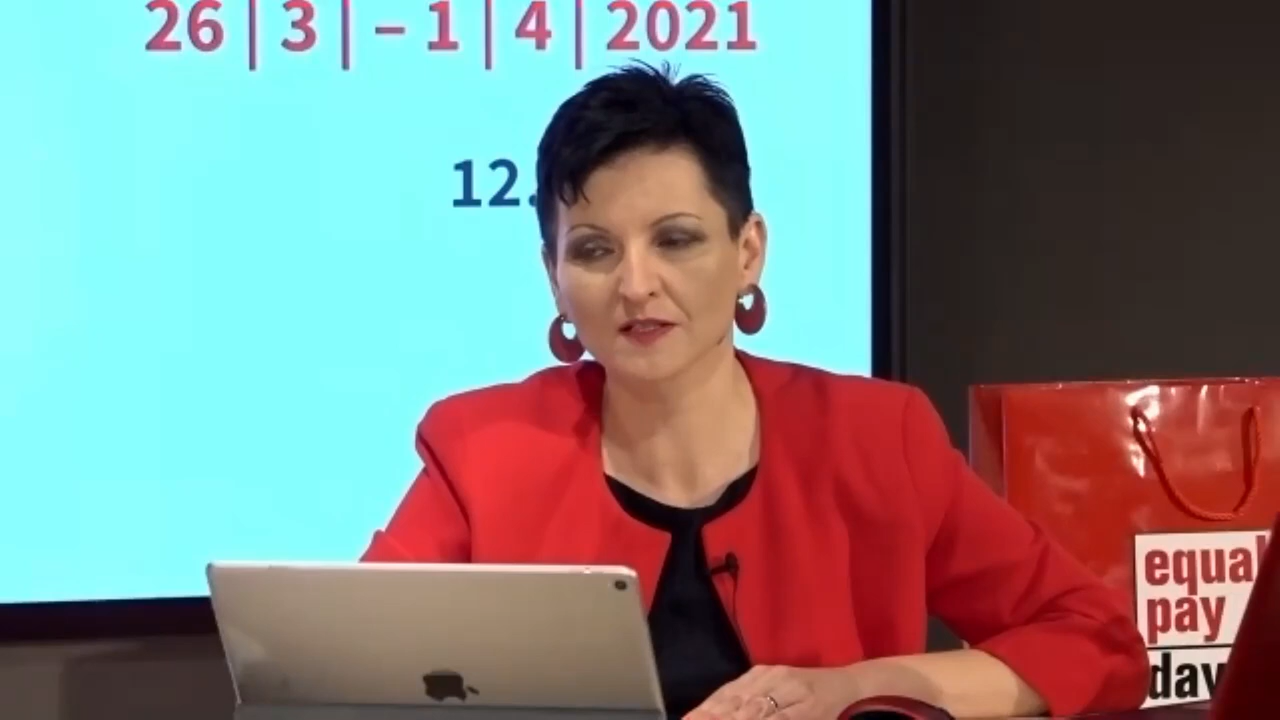 26 | 3 | – 1 | 4 | 2021
12.
equal
pay
day